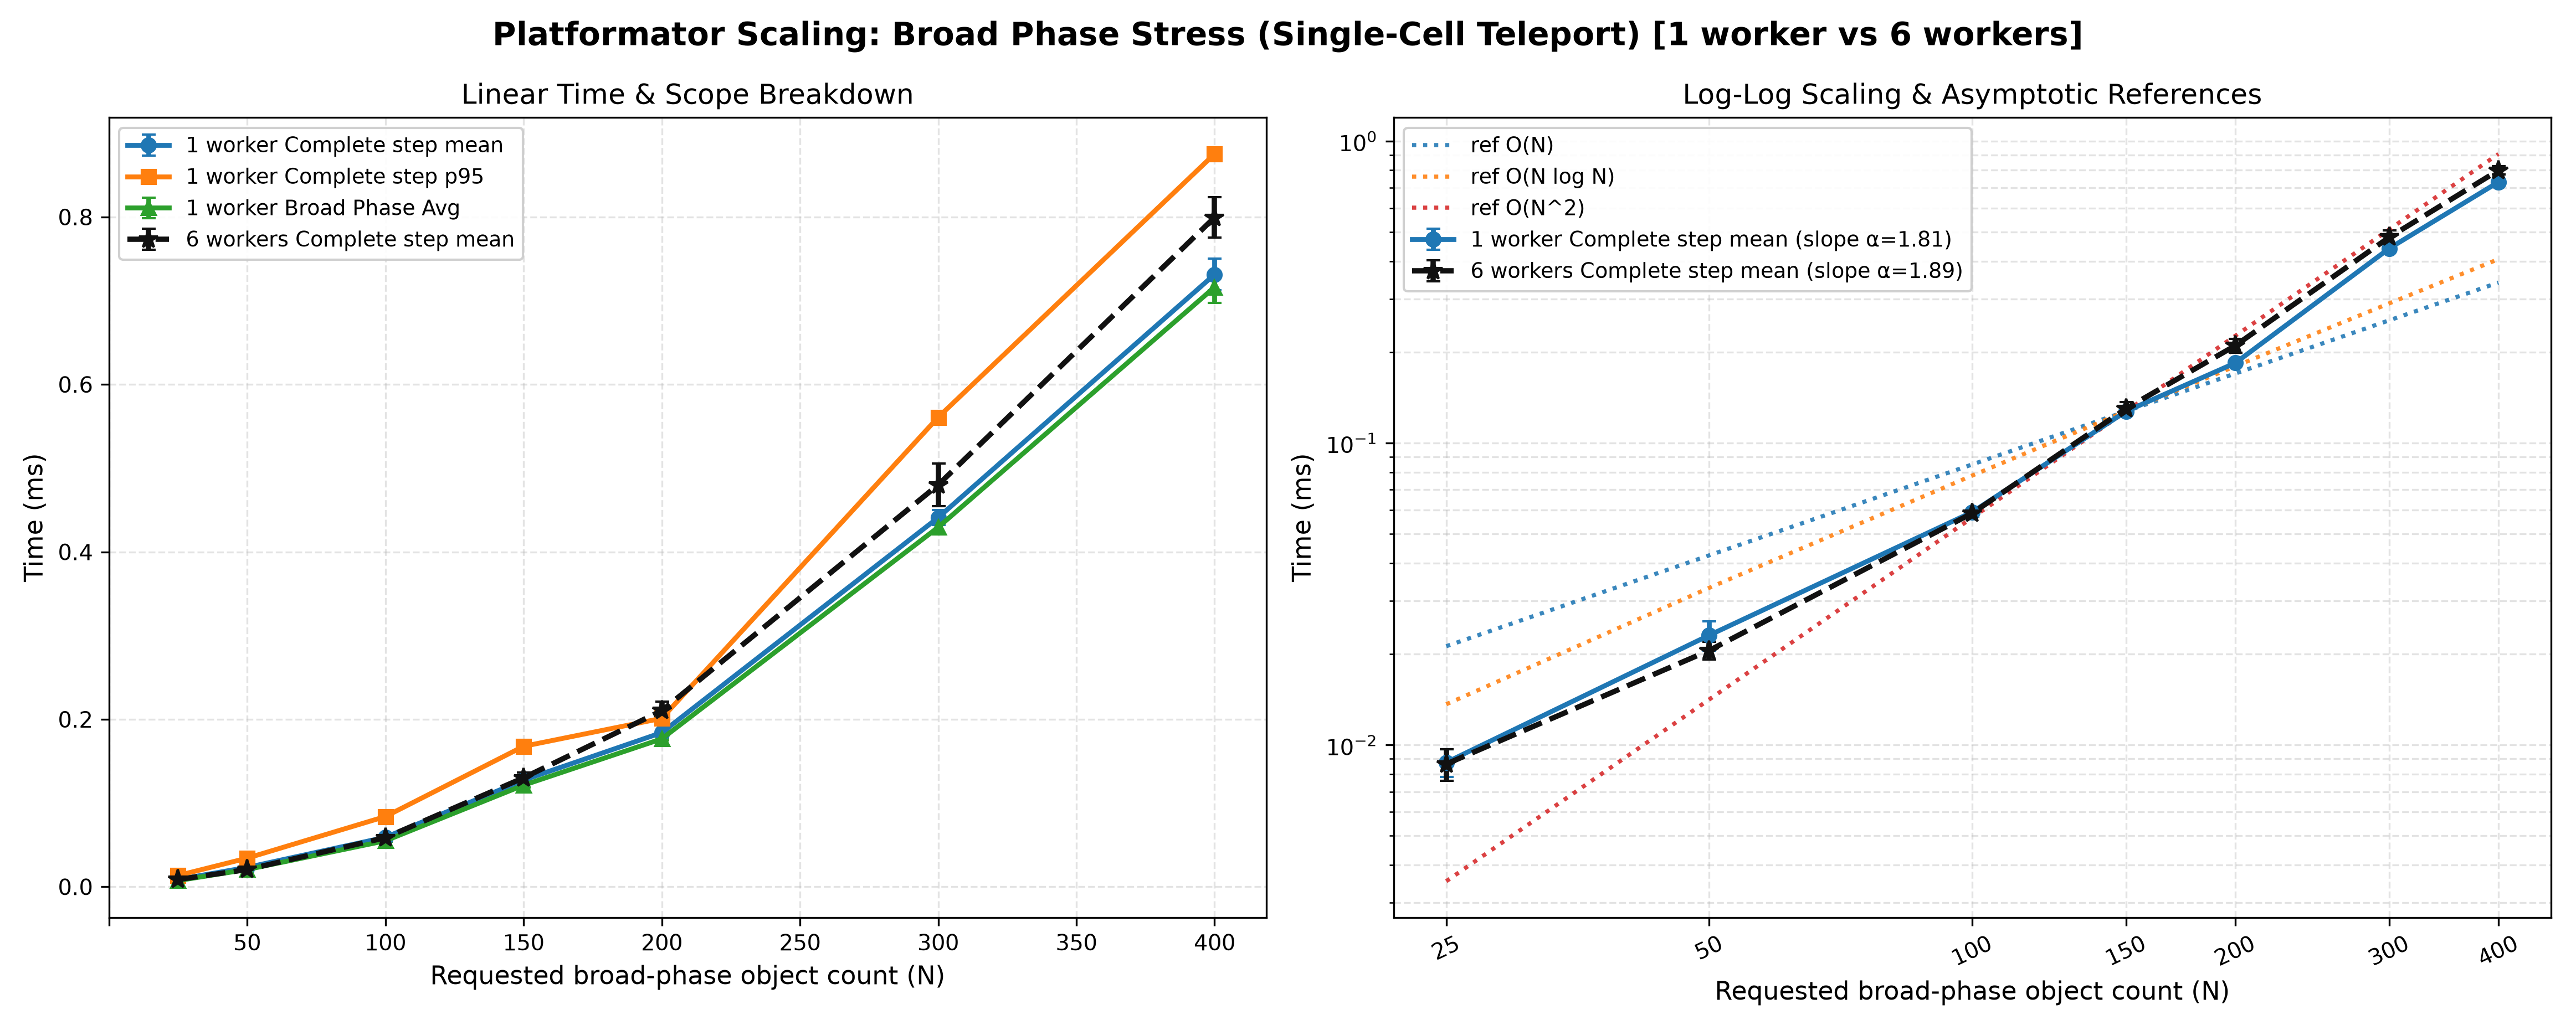 Platformator Scaling: Broad Phase Stress (Single-Cell Teleport) [1 worker vs 6 workers]
Linear Time & Scope Breakdown
1 worker Complete step mean
1 worker Complete step p95
1 worker Broad Phase Avg
6 workers Complete step mean
0.8
0.6
0.4
0.2
0.0
Time (ms)
50 100 150 200 250 300 350 400
Requested broad-phase object count (N)
Log-Log Scaling & Asymptotic References
ref O(N)
ref O(N log N)
ref O(N^2)
1 worker Complete step mean (slope α=1.81)
6 workers Complete step mean (slope α=1.89)
10⁰
10⁻¹
10⁻²
Time (ms)
25 50 100 150 200 300 400
Requested broad-phase object count (N)